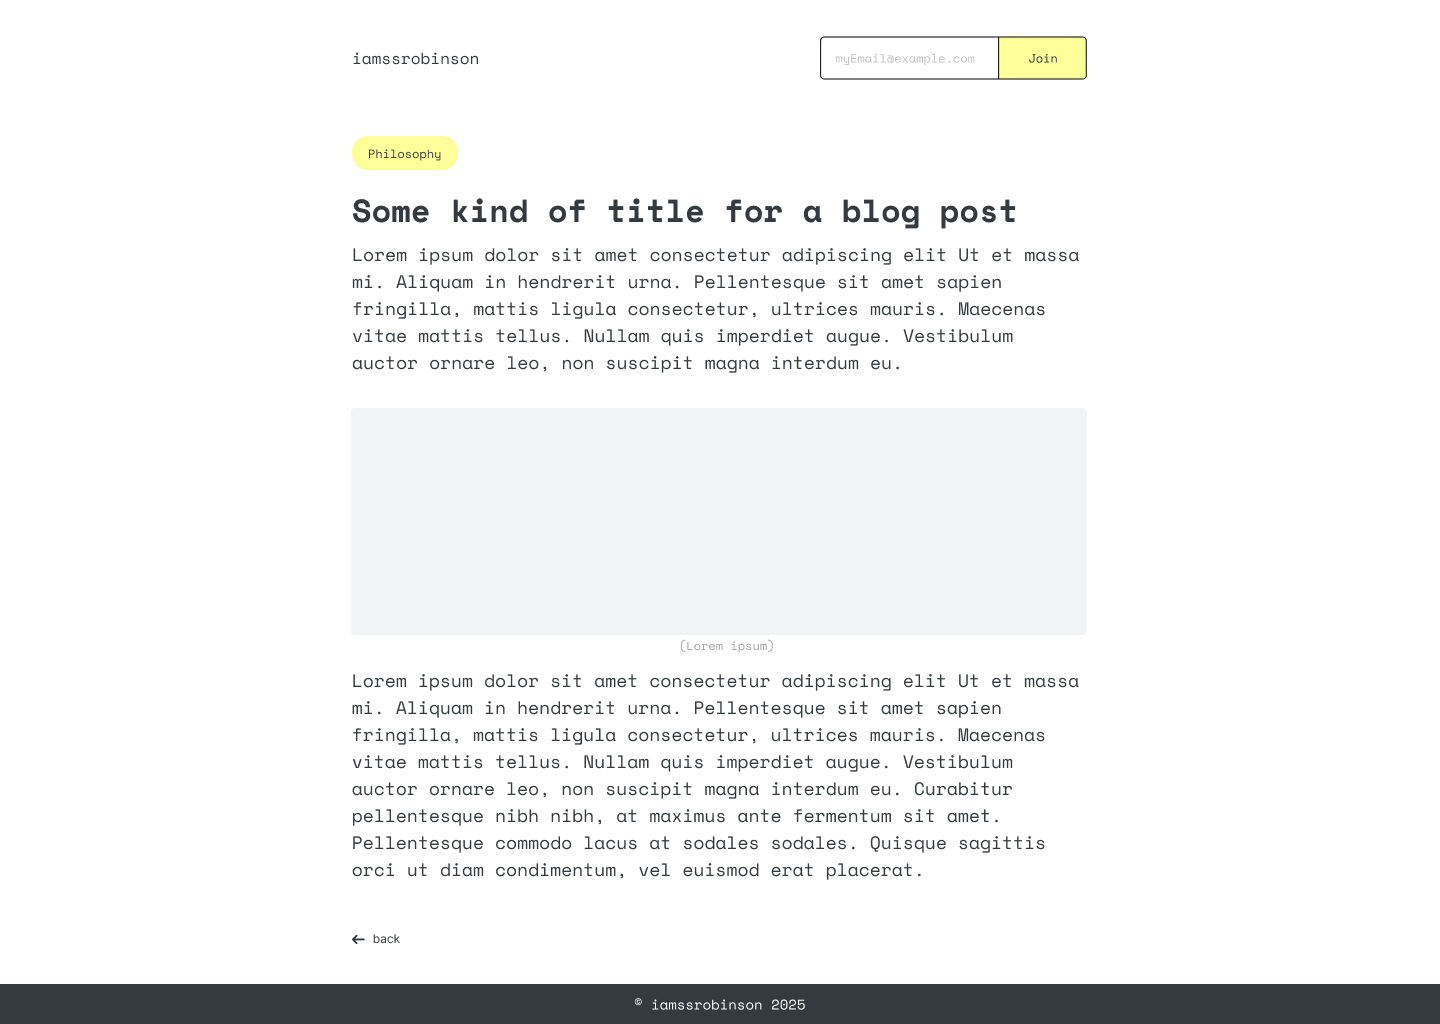 iamssrobinson
myEmail@example.com
Join
Philosophy
Some kind of title for a blog post
Lorem ipsum dolor sit amet consectetur adipiscing elit Ut et massa
mi. Aliquam in hendrerit urna. Pellentesque sit amet sapien
fringilla, mattis ligula consectetur, ultrices mauris. Maecenas
vitae mattis tellus. Nullam quis imperdiet augue. Vestibulum
auctor ornare leo, non suscipit magna interdum eu.
(Lorem ipsum)
Lorem ipsum dolor sit amet consectetur adipiscing elit Ut et massa
mi. Aliquam in hendrerit urna. Pellentesque sit amet sapien
fringilla, mattis ligula consectetur, ultrices mauris. Maecenas
vitae mattis tellus. Nullam quis imperdiet augue. Vestibulum
auctor ornare leo, non suscipit magna interdum eu. Curabitur
pellentesque nibh nibh, at maximus ante fermentum sit amet.
Pellentesque commodo lacus at sodales sodales. Quisque sagittis
orci ut diam condimentum, vel euismod erat placerat.
← back
© iamssrobinson 2025